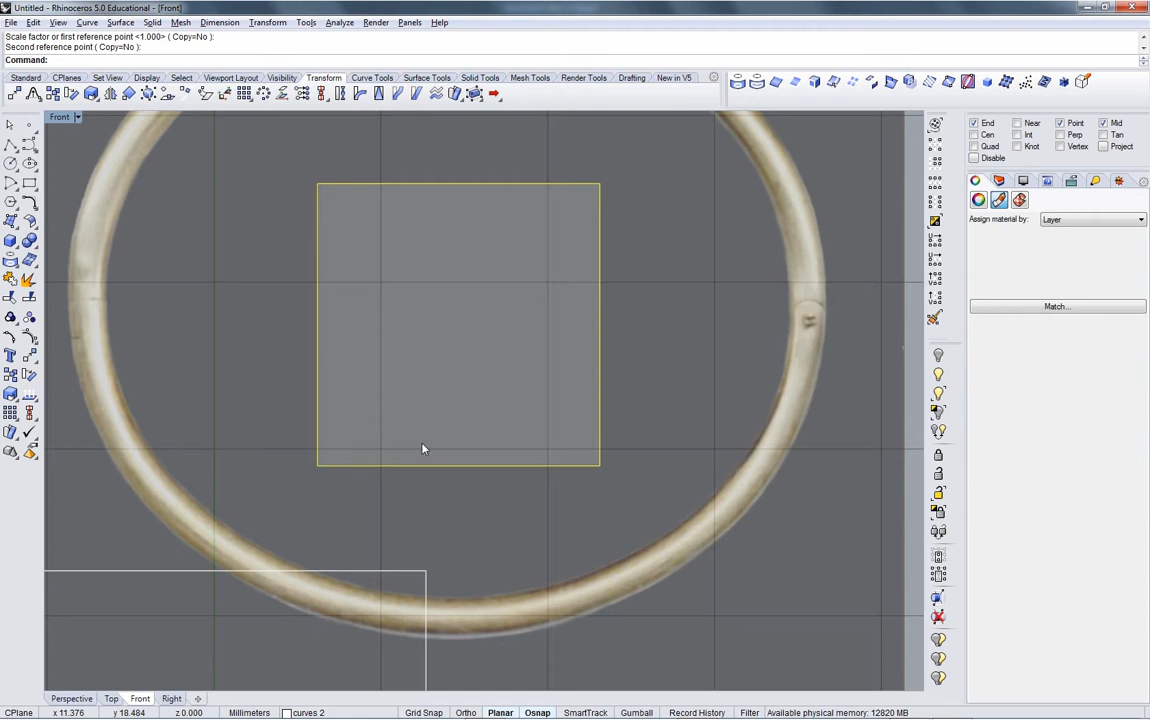 Untitled - Rhinoceros 5.0 Educational - [Front]
File Edit View Curve Surface Solid Mesh Dimension Transform Tools Analyze Render Panels Help
Scale factor or first reference point <1.000> ( Copy=No ):
Second reference point ( Copy=No ):
Command:
Standard CPlanes Set View Display Select Viewport Layout Visibility Transform Curve Tools Surface Tools Solid Tools Mesh Tools Render Tools Drafting New in V5
Front
End Near Point Mid
Cen Int Perp Tan
Quad Knot Vertex Project
Disable
Assign material by: Layer
Match...
Perspective Top Front Right
CPlane x 11.376 y 18.484 z 0.000 Millimeters curves 2 Grid Snap Ortho Planar Osnap SmartTrack Gumball Record History Filter Available physical memory: 12820 MB